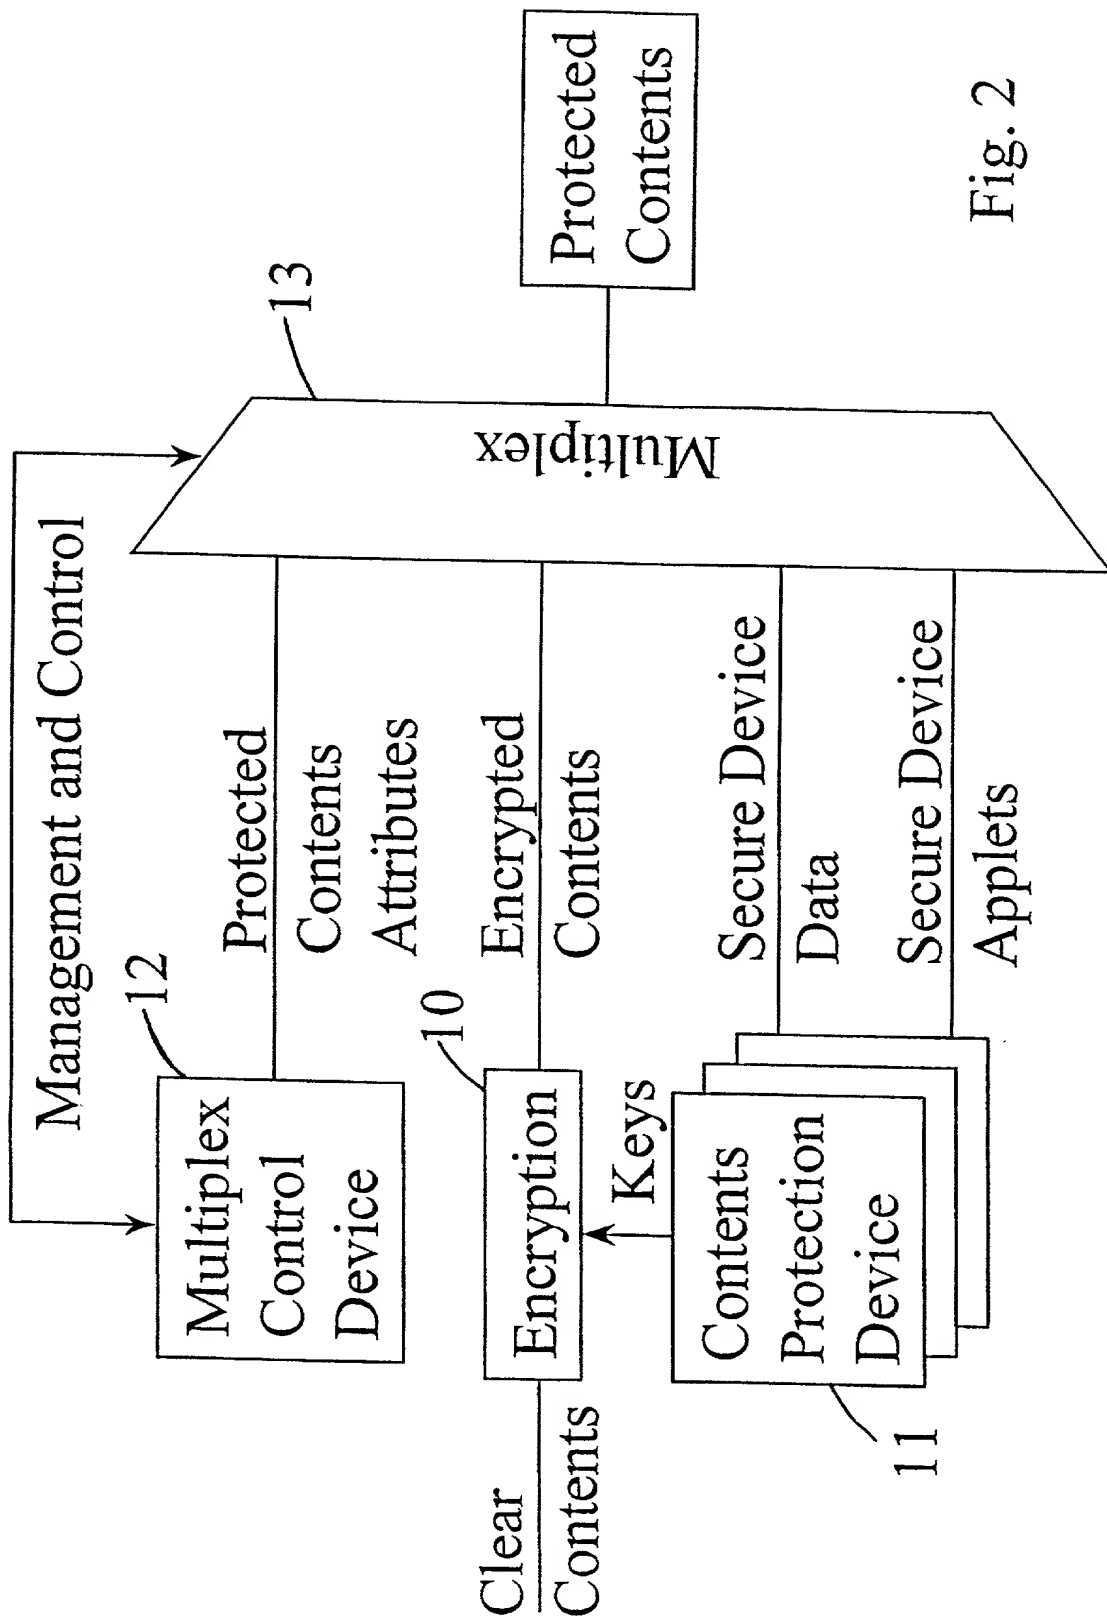 Management and Control
12
Multiplex
Control
Device
Protected
Contents
Attributes
13
Multiplex
Protected
Contents
Clear
Contents
10
Encryption
Encrypted
Contents
Keys
Contents
Protection
Device
11
Secure Device
Data
Secure Device
Applets
Fig. 2